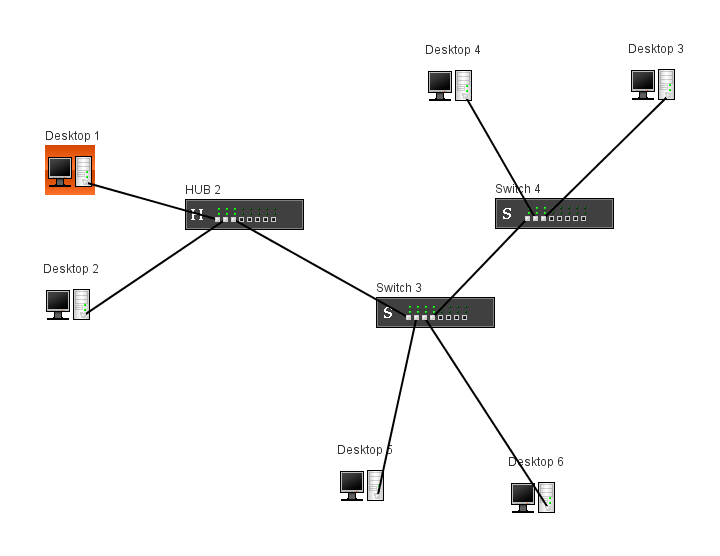 Desktop 4
Desktop 3
Desktop 1
HUB 2
H
Switch 4
S
Desktop 2
Switch 3
S
Desktop 5
Desktop 6